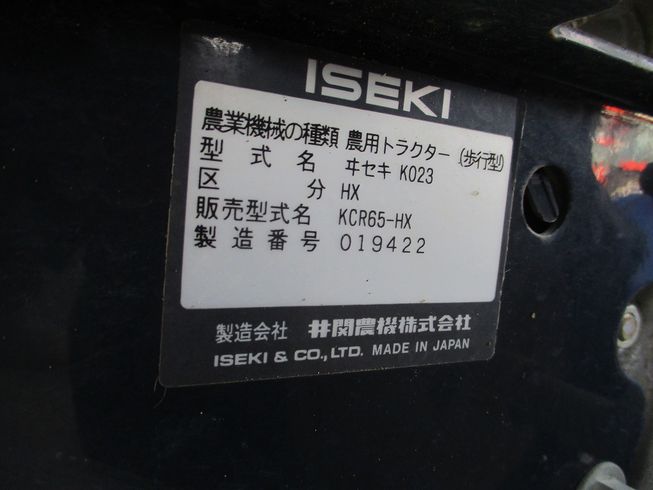 ISEKI
農業機械の種類 農用トラクター (歩行型)
型式名 ヰセキ KO23
区分 HX
販売型式名 KCR65-HX
製造番号 019422
製造会社 井関農機株式会社
ISEKI & CO., LTD. MADE IN JAPAN